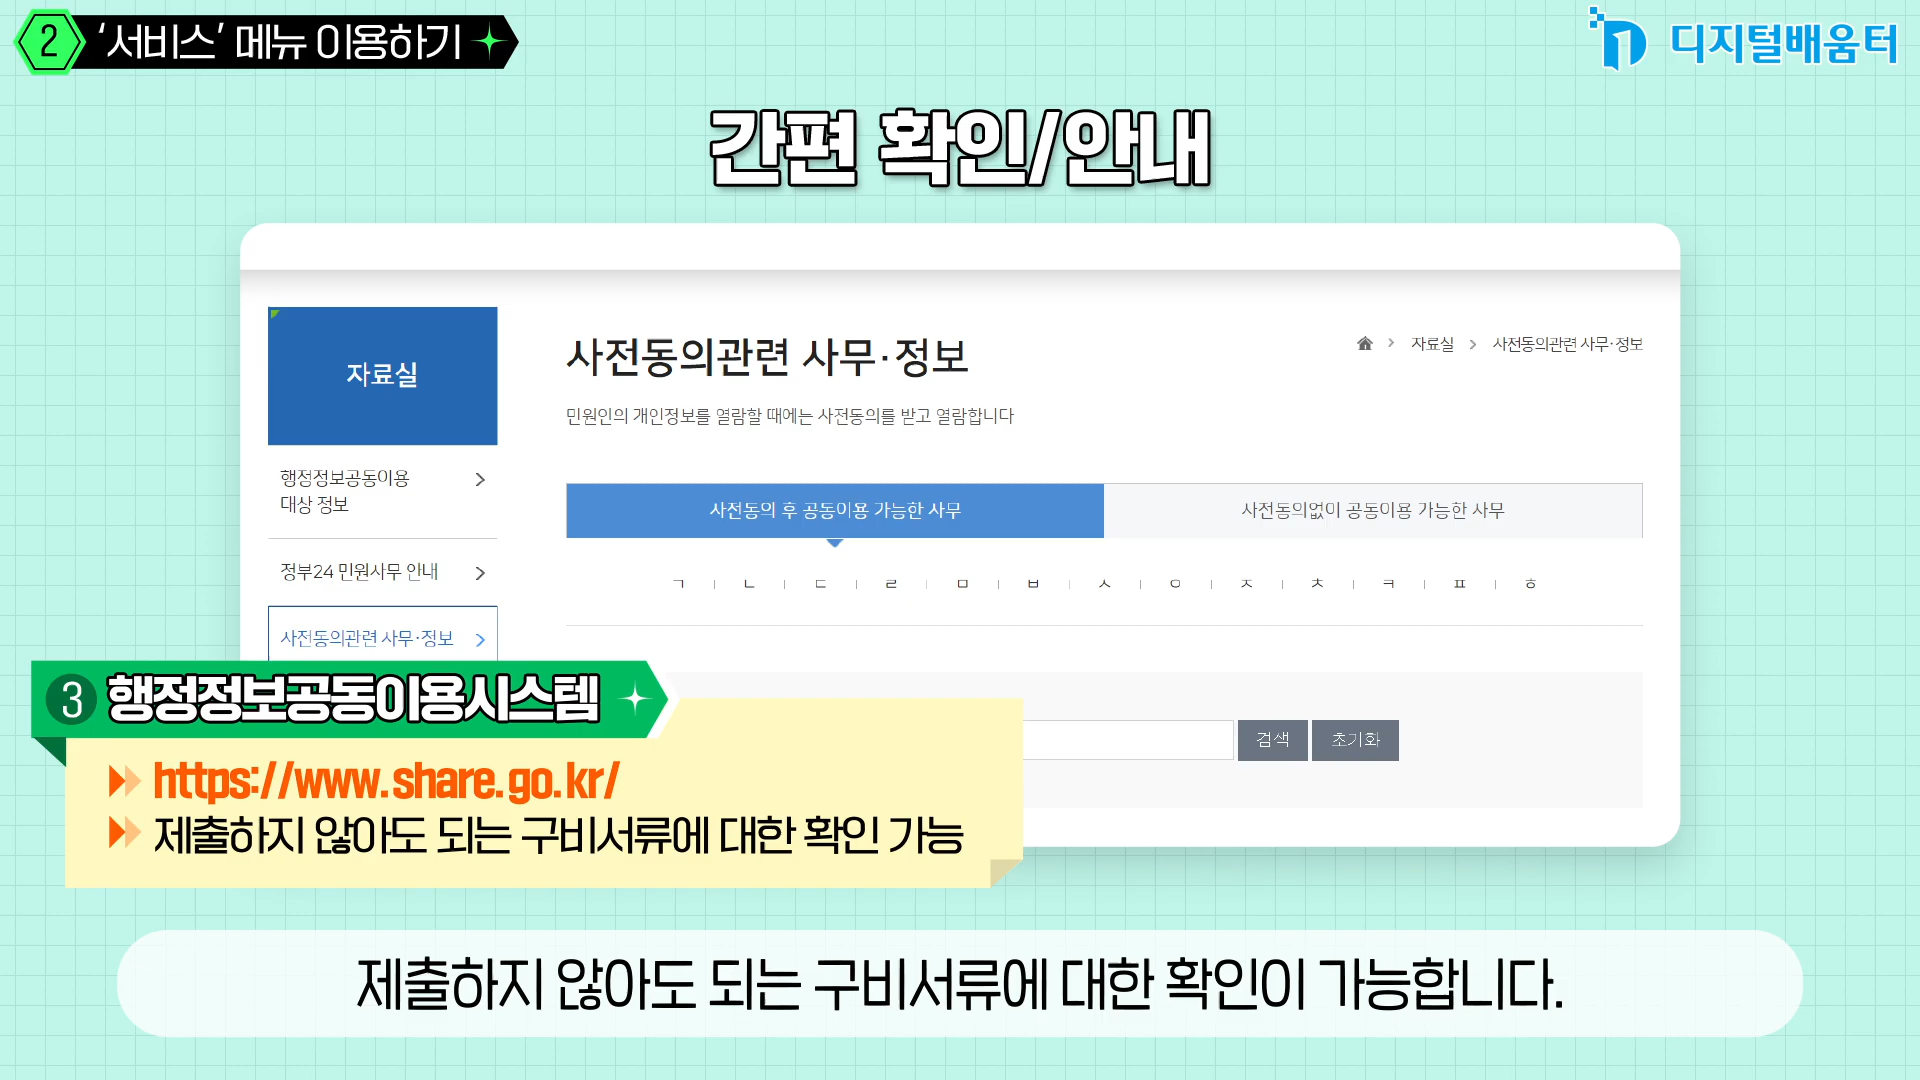 2 ‘서비스’ 메뉴 이용하기
디지털배움터
간편 확인/안내
자료실
행정정보공동이용
대상 정보
정부24 민원사무 안내
사전동의관련 사무·정보
사전동의관련 사무·정보
자료실 > 사전동의관련 사무·정보
민원인의 개인정보를 열람할 때에는 사전동의를 받고 열람합니다
사전동의 후 공동이용 가능한 사무
사전동의없이 공동이용 가능한 사무
ㄱ ㄴ ㄷ ㄹ ㅁ ㅂ ㅅ ㅇ ㅈ ㅊ ㅋ ㅍ ㅎ
검색 초기화
3 행정정보공동이용시스템
https://www.share.go.kr/
제출하지 않아도 되는 구비서류에 대한 확인 가능
제출하지 않아도 되는 구비서류에 대한 확인이 가능합니다.